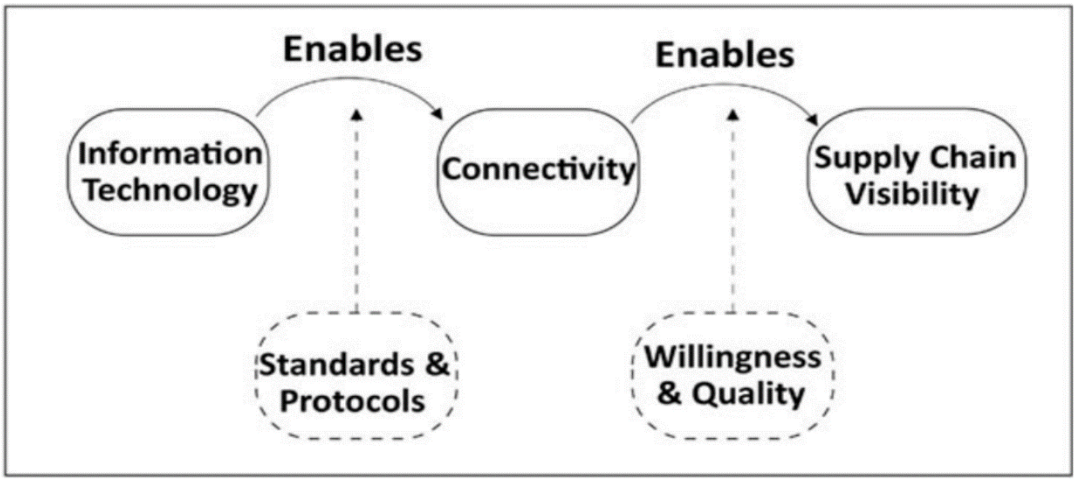 Enables
Enables
Information
Technology
Connectivity
Supply Chain
Visibility
Standards &
Protocols
Willingness
& Quality